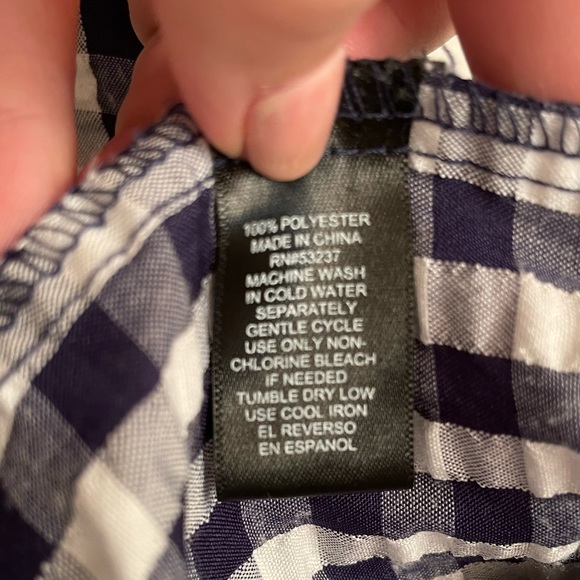 100% POLYESTER
MADE IN CHINA
RN#53237
MACHINE WASH
IN COLD WATER
SEPARATELY
GENTLE CYCLE
USE ONLY NON-
CHLORINE BLEACH
IF NEEDED
TUMBLE DRY LOW
USE COOL IRON
EL REVERSO
EN ESPANOL